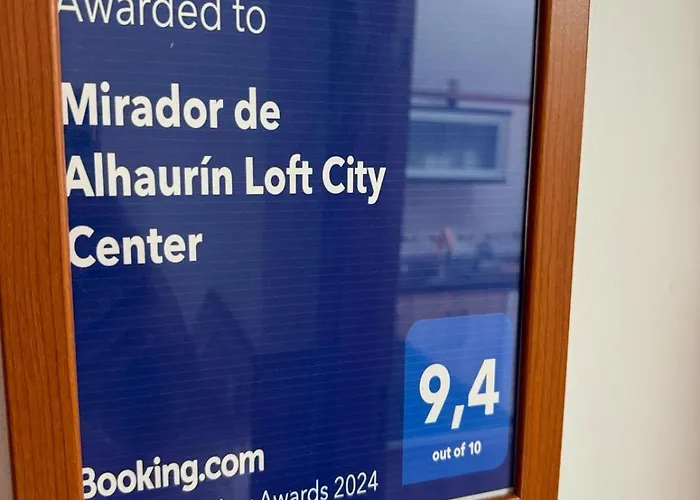 Awarded to
Mirador de
Alhaurín Loft City
Center
9,4
out of 10
Booking.com
Awards 2024